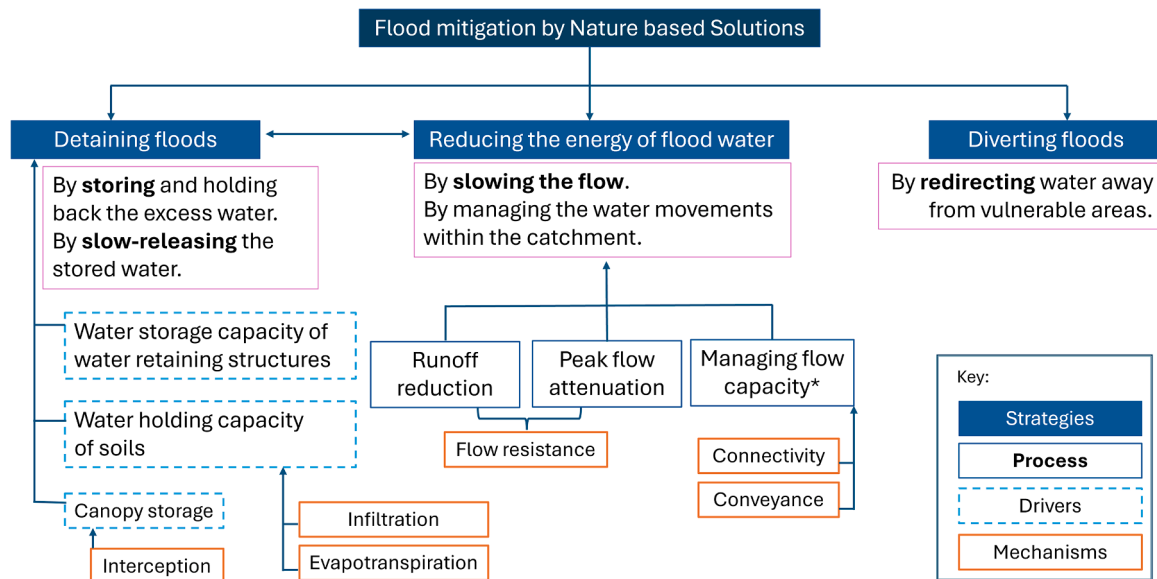 Flood mitigation by Nature based Solutions
Detaining floods
Reducing the energy of flood water
Diverting floods
By storing and holding
back the excess water.
By slow-releasing the
stored water.
By slowing the flow.
By managing the water movements
within the catchment.
By redirecting water away
from vulnerable areas.
Water storage capacity of
water retaining structures
Water holding capacity
of soils
Canopy storage
Interception
Infiltration
Evapotranspiration
Runoff
reduction
Peak flow
attenuation
Managing flow
capacity*
Flow resistance
Connectivity
Conveyance
Key:
Strategies
Process
Drivers
Mechanisms